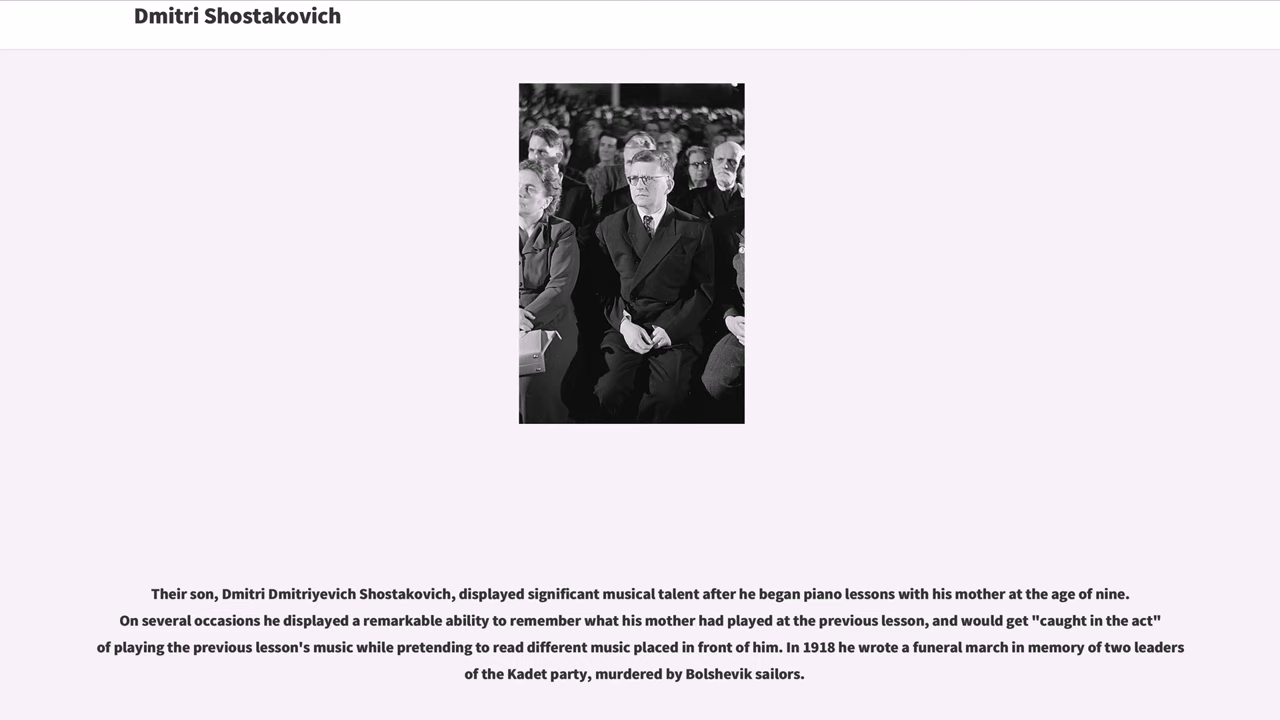 Dmitri Shostakovich
Their son, Dmitri Dmitriyevich Shostakovich, displayed significant musical talent after he began piano lessons with his mother at the age of nine.
On several occasions he displayed a remarkable ability to remember what his mother had played at the previous lesson, and would get "caught in the act"
of playing the previous lesson's music while pretending to read different music placed in front of him. In 1918 he wrote a funeral march in memory of two leaders
of the Kadet party, murdered by Bolshevik sailors.